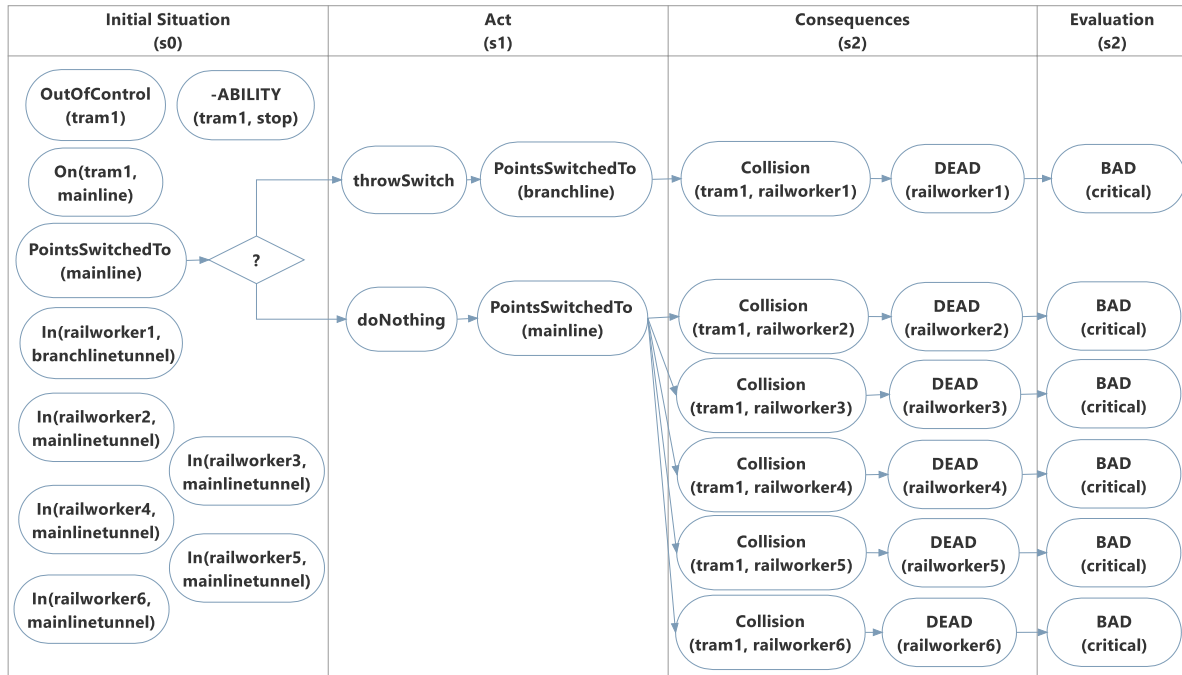 Initial Situation
(s0)
Act
(s1)
Consequences
(s2)
Evaluation
(s2)
OutOfControl
(tram1)
-ABILITY
(tram1, stop)
On(tram1,
mainline)
PointsSwitchedTo
(mainline)
?
In(railworker1,
branchlinetunnel)
In(railworker2,
mainlinetunnel)
In(railworker3,
mainlinetunnel)
In(railworker4,
mainlinetunnel)
In(railworker5,
mainlinetunnel)
In(railworker6,
mainlinetunnel)
throwSwitch
PointsSwitchedTo
(branchline)
Collision
(tram1, railworker1)
DEAD
(railworker1)
BAD
(critical)
doNothing
PointsSwitchedTo
(mainline)
Collision
(tram1, railworker2)
DEAD
(railworker2)
BAD
(critical)
Collision
(tram1, railworker3)
DEAD
(railworker3)
BAD
(critical)
Collision
(tram1, railworker4)
DEAD
(railworker4)
BAD
(critical)
Collision
(tram1, railworker5)
DEAD
(railworker5)
BAD
(critical)
Collision
(tram1, railworker6)
DEAD
(railworker6)
BAD
(critical)